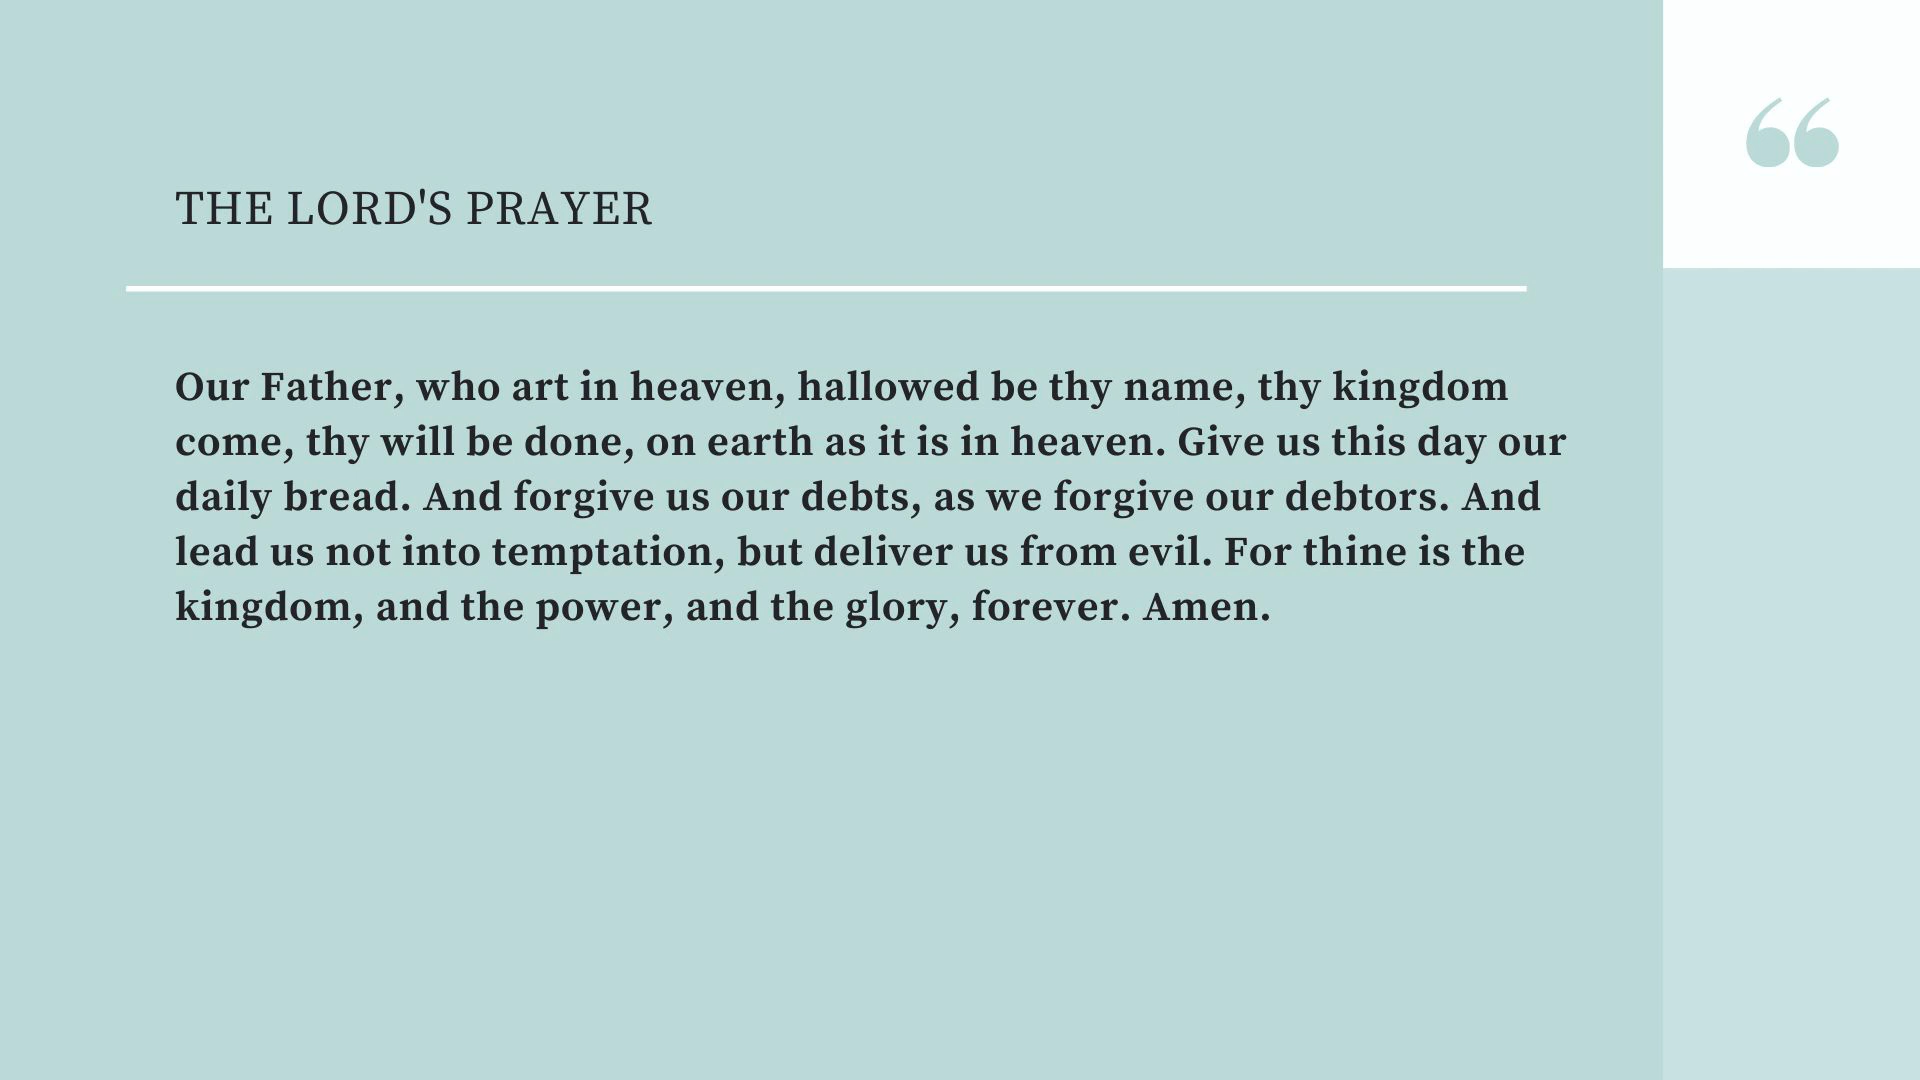 THE LORD'S PRAYER
Our Father, who art in heaven, hallowed be thy name, thy kingdom
come, thy will be done, on earth as it is in heaven. Give us this day our
daily bread. And forgive us our debts, as we forgive our debtors. And
lead us not into temptation, but deliver us from evil. For thine is the
kingdom, and the power, and the glory, forever. Amen.